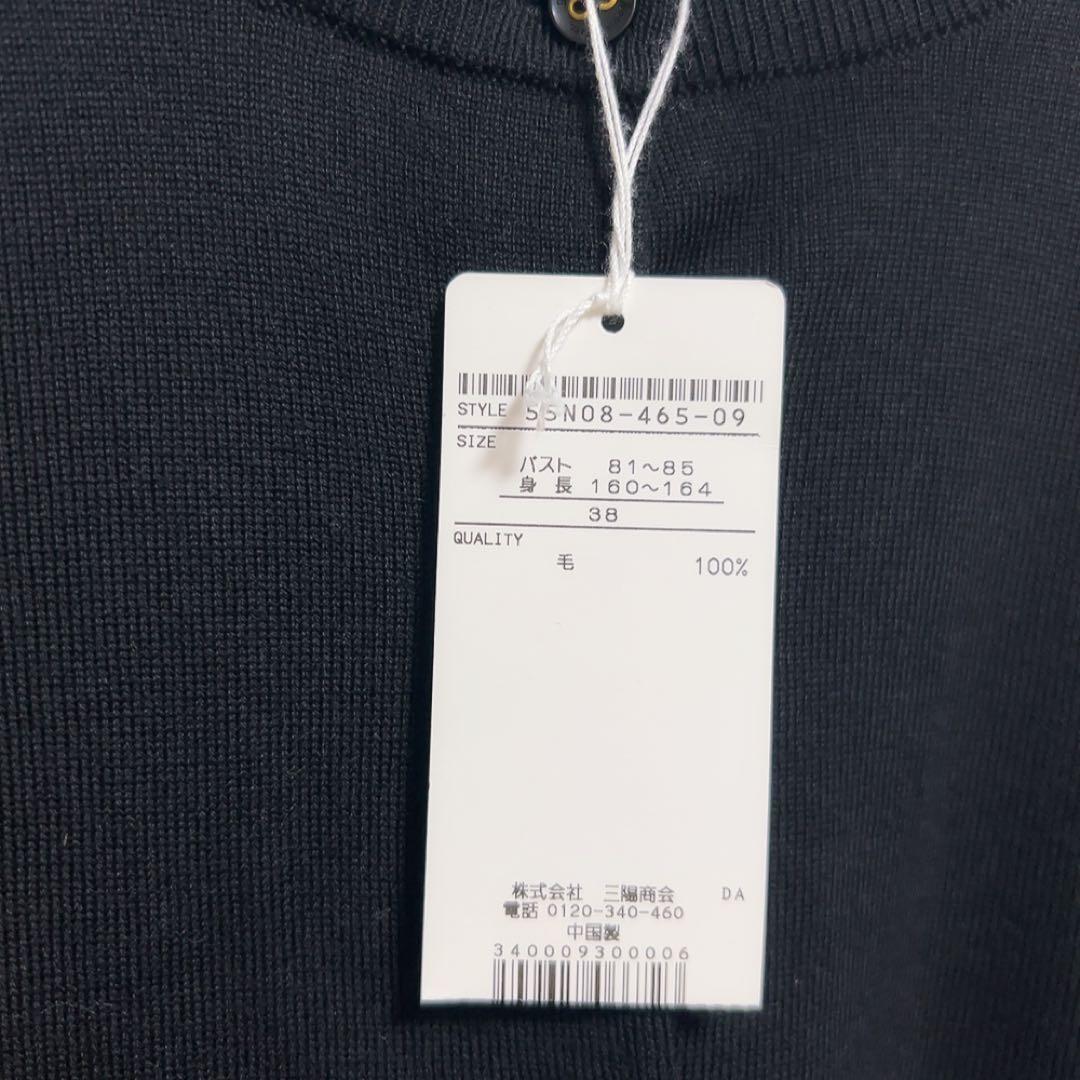 STYLE 55N08-465-09
SIZE
バスト 81～85
身長 160～164
38
QUALITY
毛 100%
株式会社 三陽商会 DA
電話 0120-340-460
中国製
340009300006